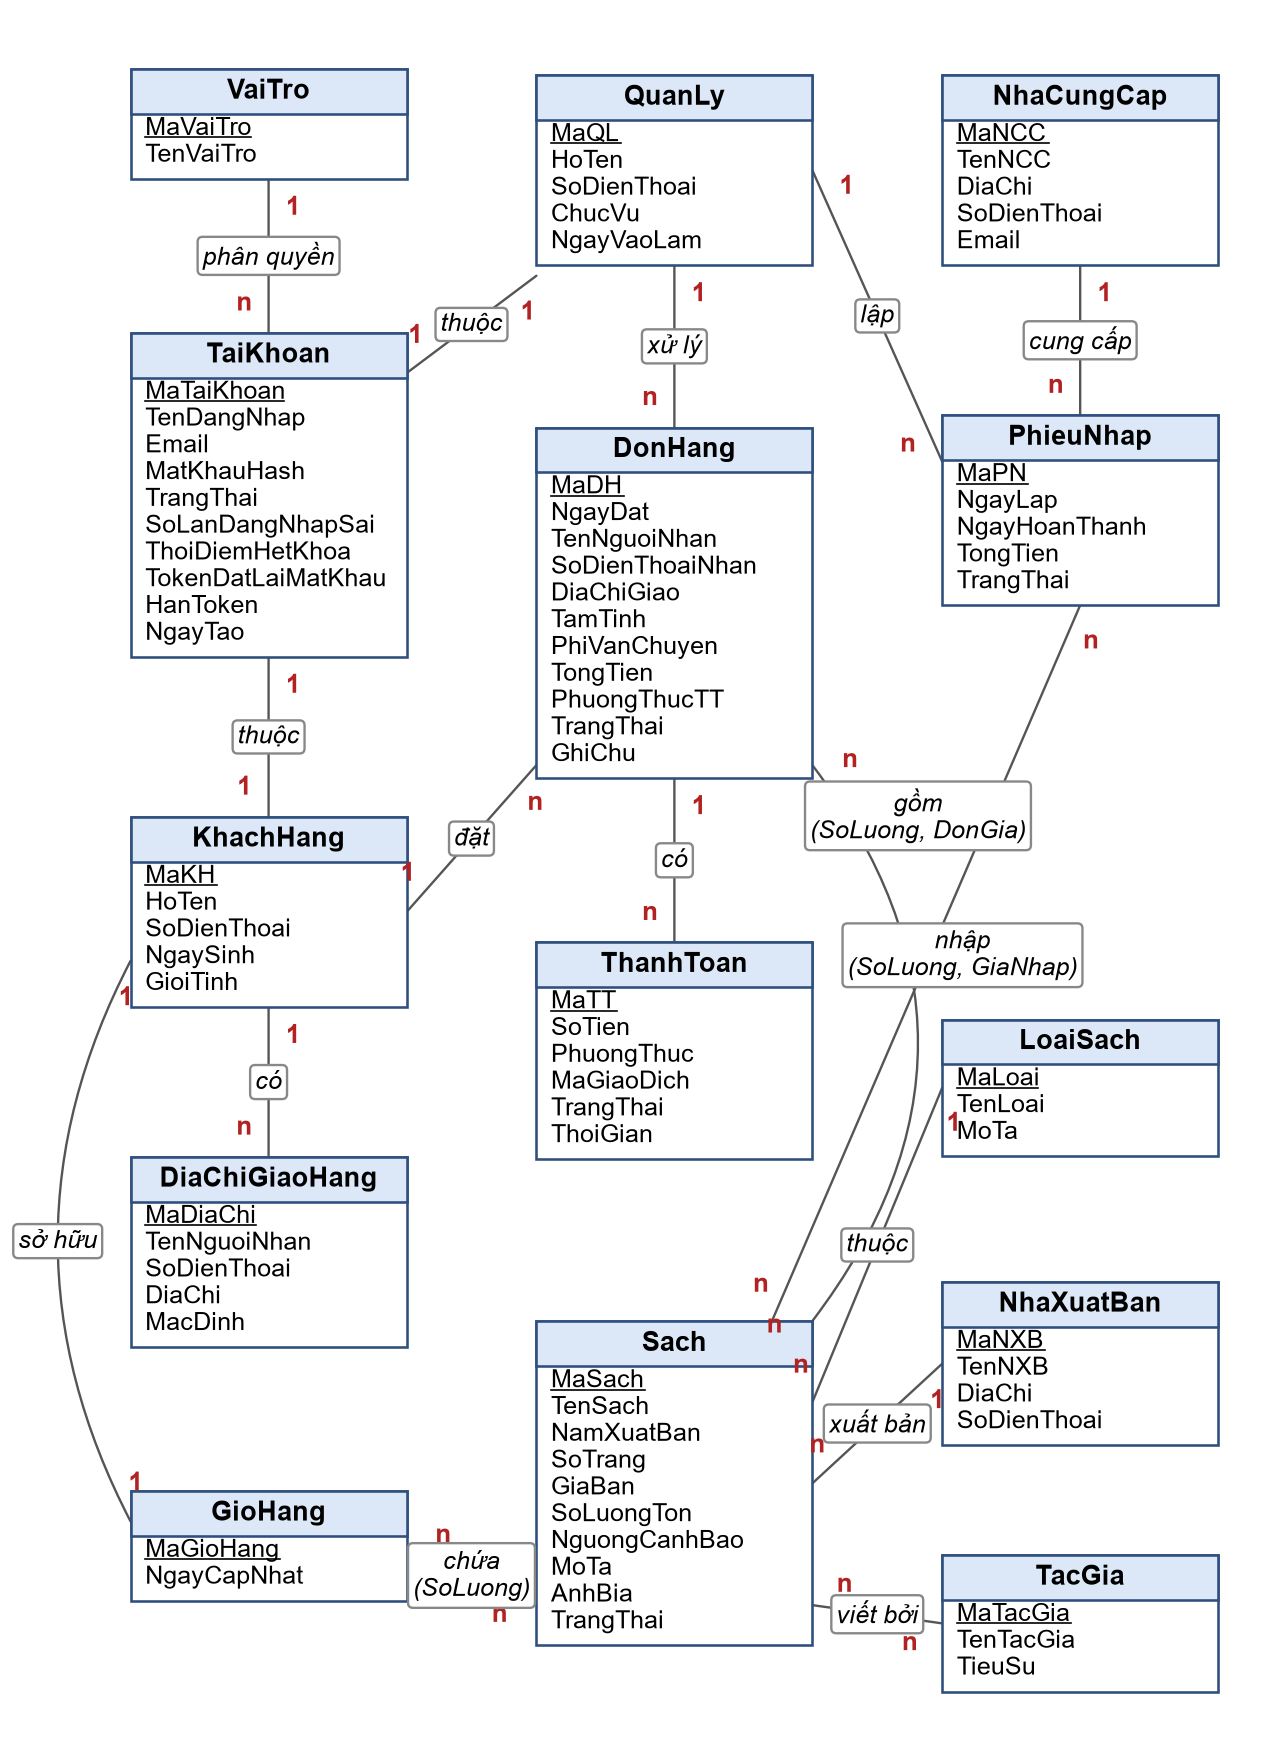 VaiTro
MaVaiTro
TenVaiTro
QuanLy
MaQL
HoTen
SoDienThoai
ChucVu
NgayVaoLam
NhaCungCap
MaNCC
TenNCC
DiaChi
SoDienThoai
Email
1
phân quyền
n
1
thuộc
1
1
xử lý
n
1
lập
n
1
cung cấp
n
TaiKhoan
MaTaiKhoan
TenDangNhap
Email
MatKhauHash
TrangThai
SoLanDangNhapSai
ThoiDiemHetKhoa
TokenDatLaiMatKhau
HanToken
NgayTao
DonHang
MaDH
NgayDat
TenNguoiNhan
SoDienThoaiNhan
DiaChiGiao
TamTinh
PhiVanChuyen
TongTien
PhuongThucTT
TrangThai
GhiChu
PhieuNhap
MaPN
NgayLap
NgayHoanThanh
TongTien
TrangThai
1
thuộc
1
n
đặt
1
1
có
n
n
gồm
(SoLuong, DonGia)
n
n
nhập
(SoLuong, GiaNhap)
n
KhachHang
MaKH
HoTen
SoDienThoai
NgaySinh
GioiTinh
ThanhToan
MaTT
SoTien
PhuongThuc
MaGiaoDich
TrangThai
ThoiGian
LoaiSach
MaLoai
TenLoai
MoTa
1
1
có
n
1
thuộc
n
DiaChiGiaoHang
MaDiaChi
TenNguoiNhan
SoDienThoai
DiaChi
MacDinh
sở hữu
1
NhaXuatBan
MaNXB
TenNXB
DiaChi
SoDienThoai
Sach
MaSach
TenSach
NamXuatBan
SoTrang
GiaBan
SoLuongTon
NguongCanhBao
MoTa
AnhBia
TrangThai
1
xuất bản
n
GioHang
MaGioHang
NgayCapNhat
n
chứa
(SoLuong)
n
n
viết bởi
n
TacGia
MaTacGia
TenTacGia
TieuSu